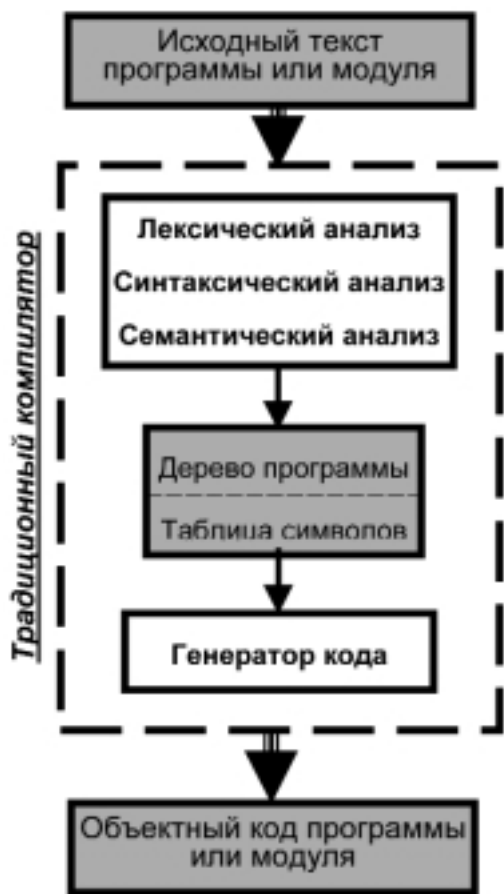 Исходный текст
программы или модуля
Традиционный компилятор
Лексический анализ
Синтаксический анализ
Семантический анализ
Дерево программы
Таблица символов
Генератор кода
Объектный код программы
или модуля